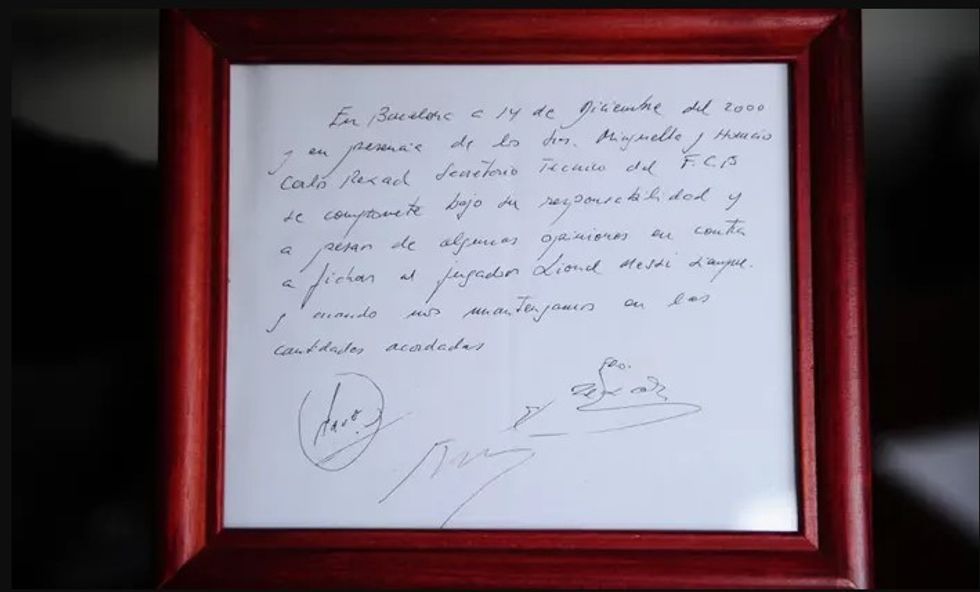 En Barcelona a 14 de Diciembre del 2000
y en presencia de los Sres. Minguella y Horacio
Carlos Rexach Secretario Técnico del F.C.B
se compromete bajo su responsabilidad y
a pesar de algunas opiniones en contra
a fichar al jugador Lionel Messi siempre
y cuando nos mantengamos en las
cantidades acordadas